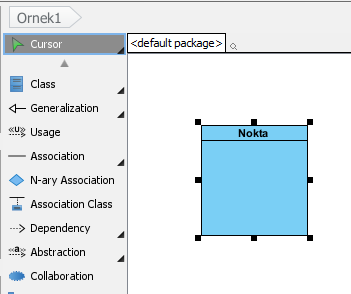 Ornek1
Cursor
<default package>
Class
Generalization
Usage
Association
N-ary Association
Association Class
Dependency
Abstraction
Collaboration
Nokta